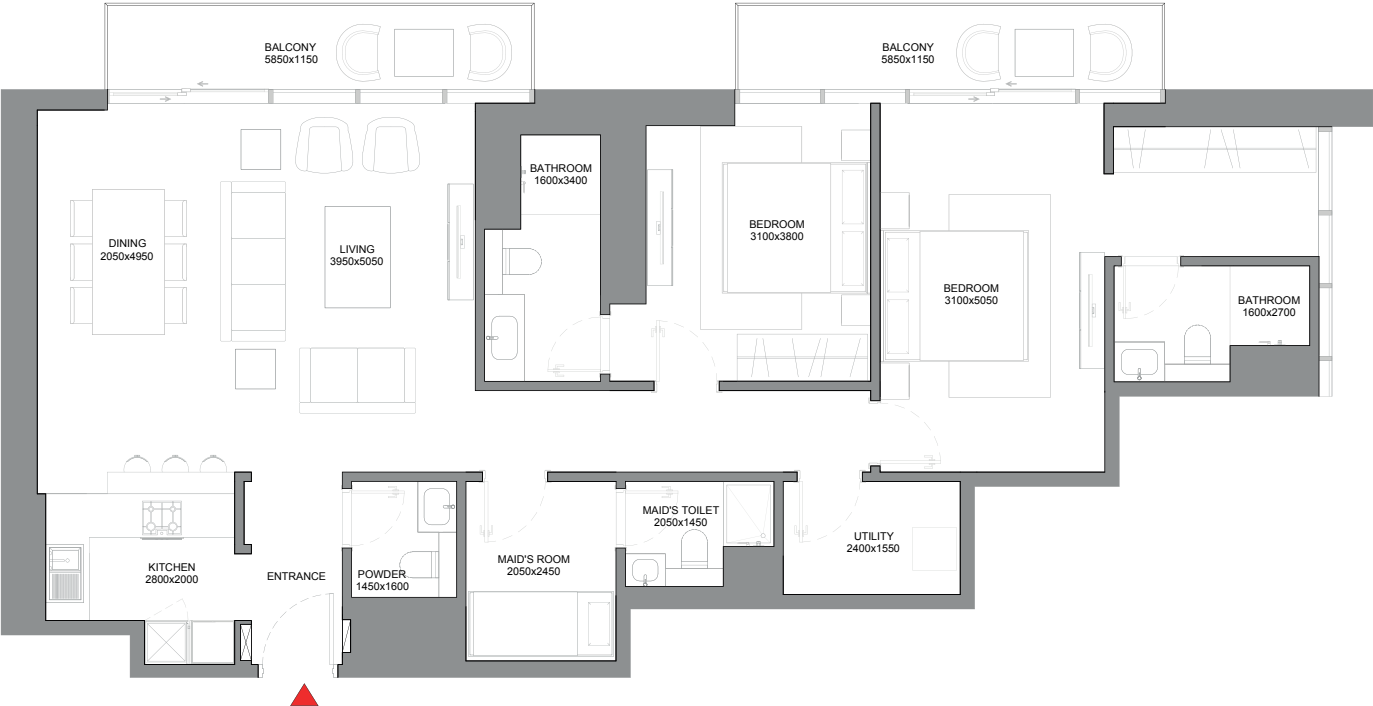 BALCONY
5850x1150
BALCONY
5850x1150
BATHROOM
1600x3400
DINING
2050x4950
LIVING
3950x5050
BEDROOM
3100x3800
BEDROOM
3100x5050
BATHROOM
1600x2700
KITCHEN
2800x2000
ENTRANCE
POWDER
1450x1600
MAID'S ROOM
2050x2450
MAID'S TOILET
2050x1450
UTILITY
2400x1550